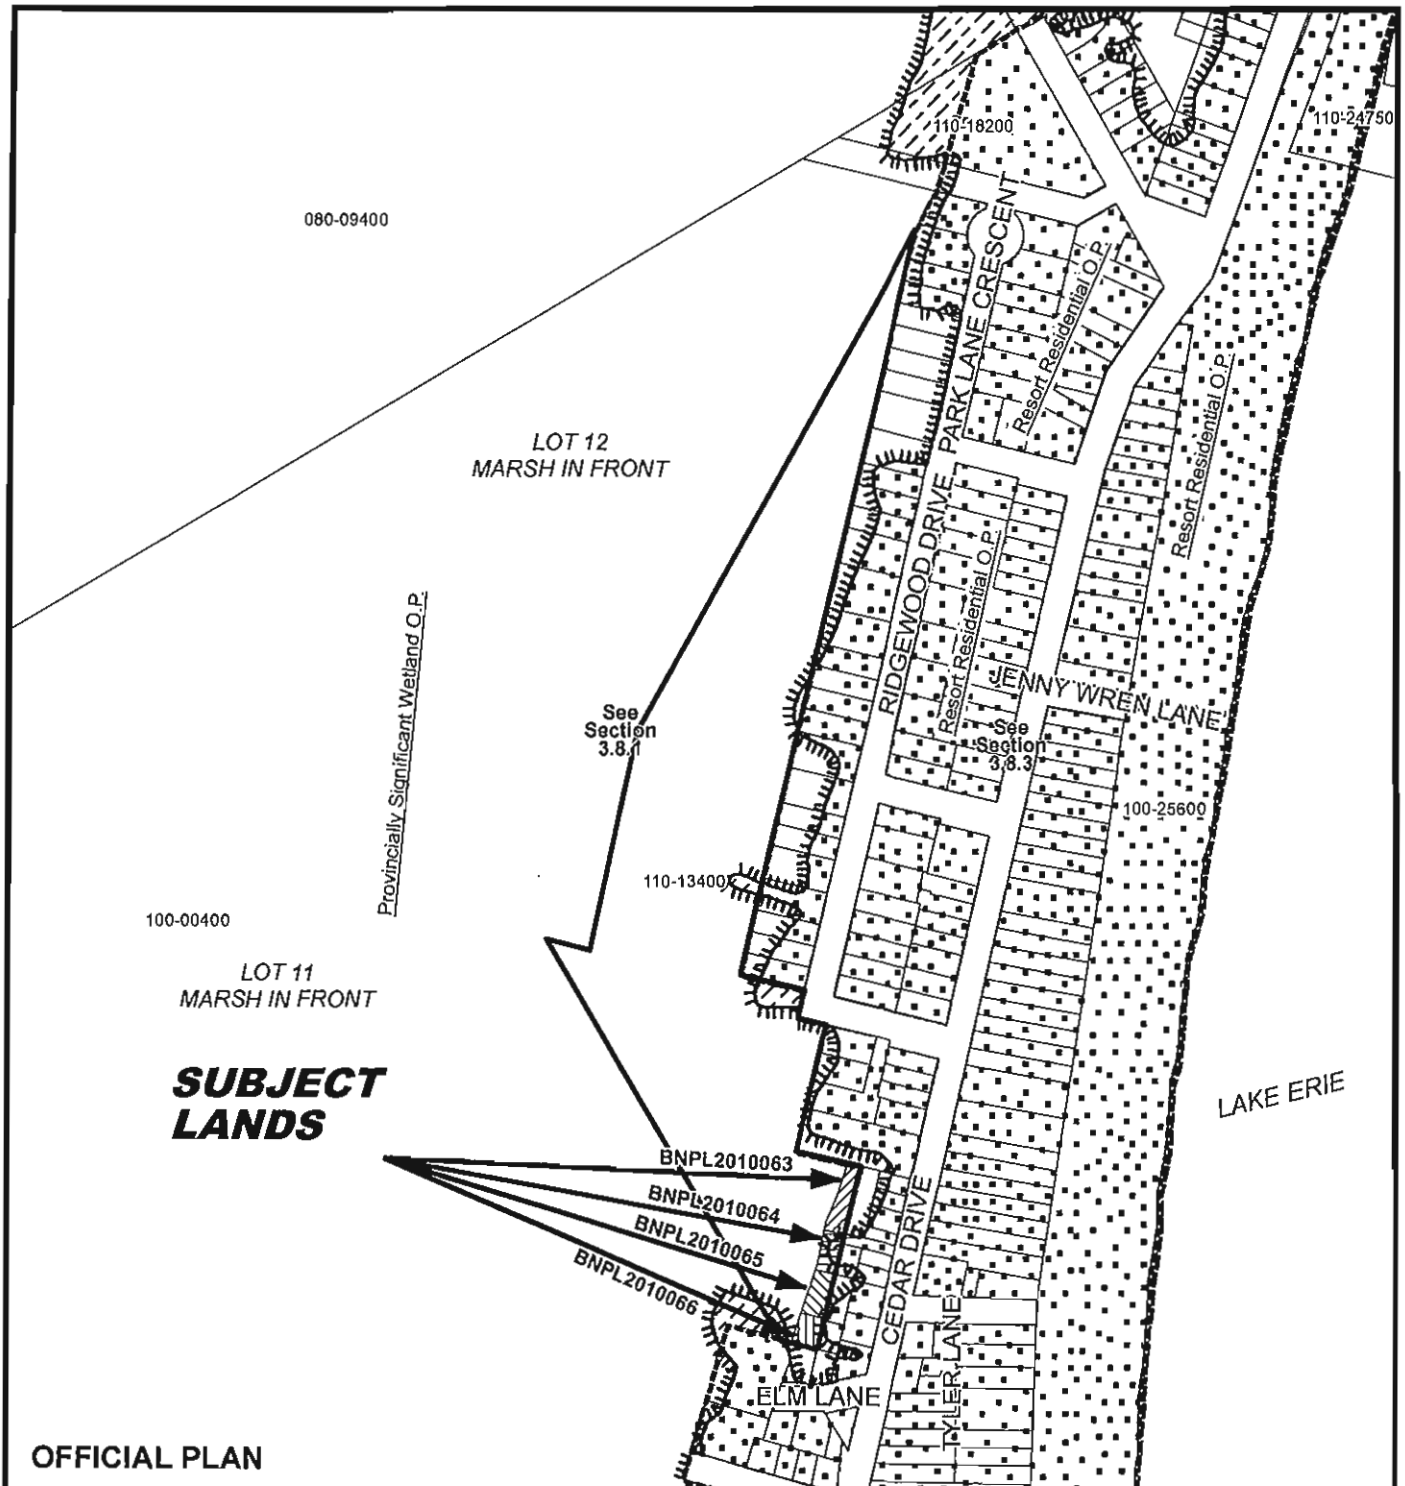 110-18200
110-24750
080-09400
PARK LANE CRESCENT
Resort Residential O.P.
Resort Residential O.P.
LOT 12
MARSH IN FRONT
RIDGEWOOD DRIVE
Resort Residential O.P.
Provincially Significant Wetland O.P.
JENNY WREN LANE
See
Section
3.8.1
See
Section
3.8.3
100-25600
110-13400
100-00400
LOT 11
MARSH IN FRONT
SUBJECT
LANDS
LAKE ERIE
BNPL2010063
BNPL2010064
BNPL2010065
BNPL2010066
CEDAR DRIVE
TYLER LANE
ELM LANE
OFFICIAL PLAN